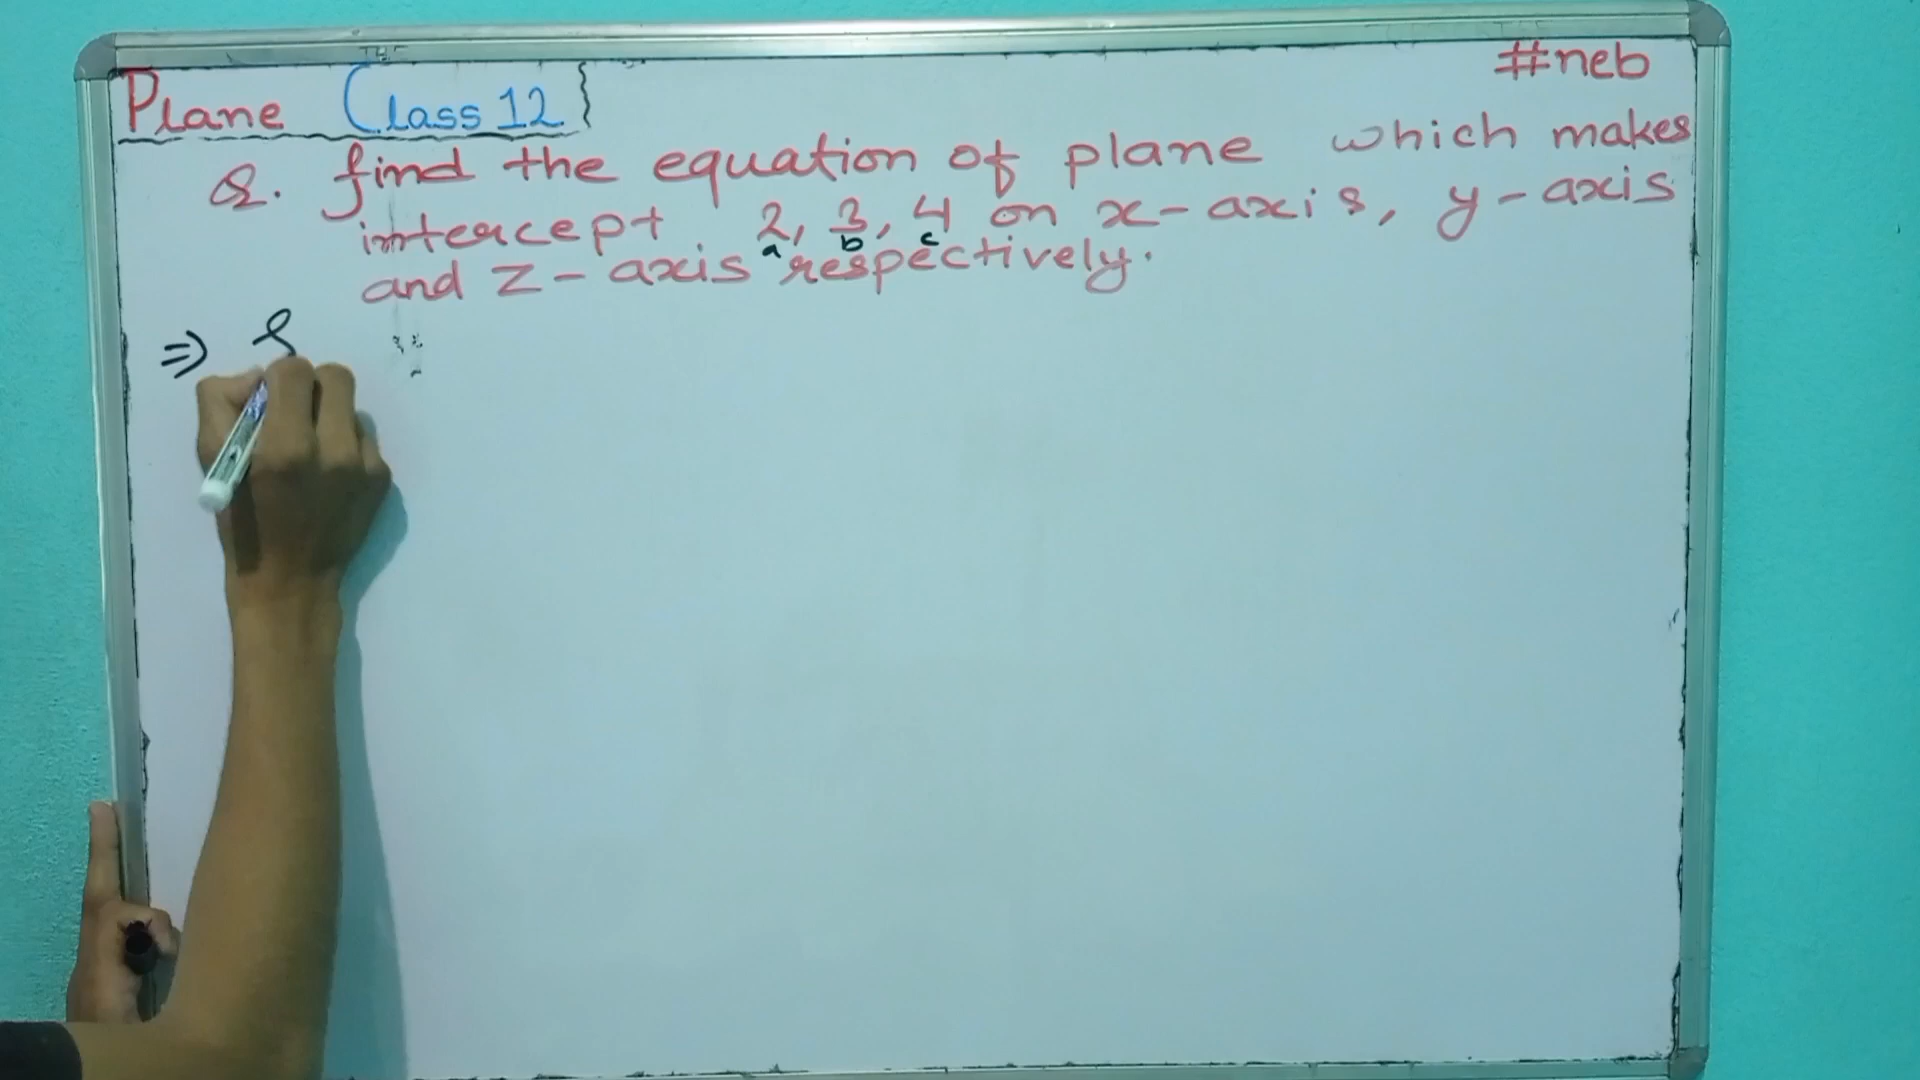 #neb
Plane Class 12
Q. find the equation of plane which makes
intercept 2, 3, 4 on x-axis, y-axis
a b c
and z-axis respectively.
⇒ S